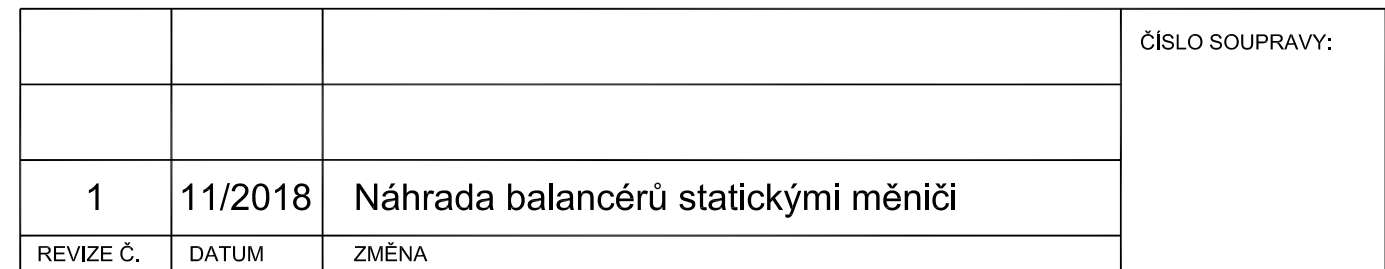 ČÍSLO SOUPRAVY:
1 11/2018 Náhrada balancérů statickými měniči
REVIZE Č. DATUM ZMĚNA